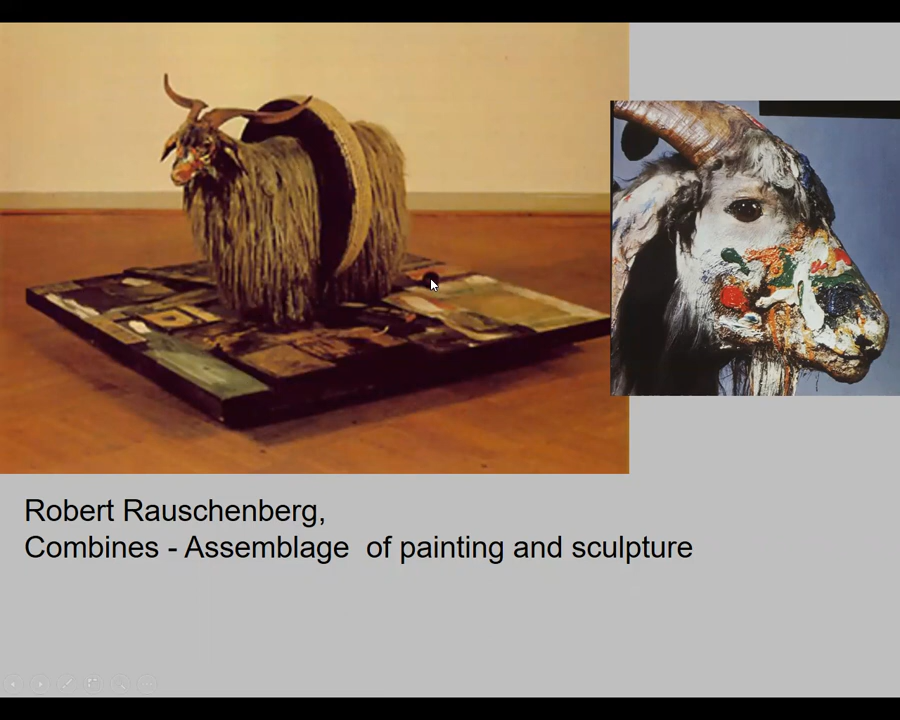 Robert Rauschenberg,
Combines - Assemblage  of painting and sculpture